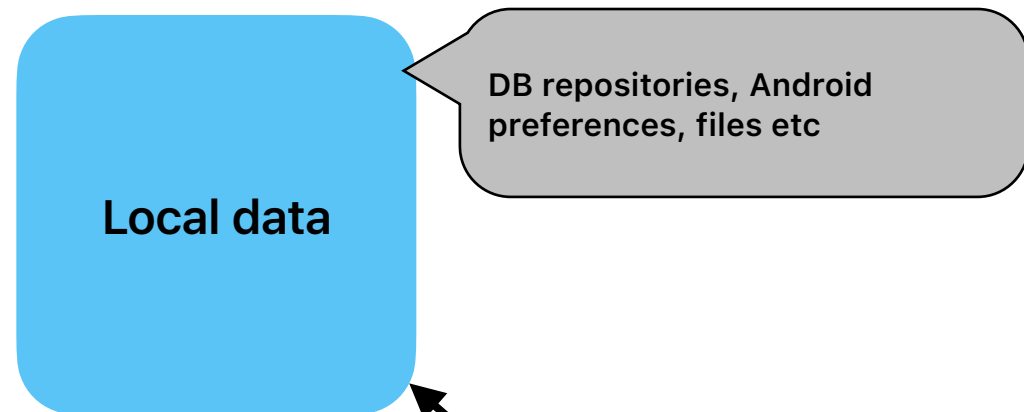 Local data
DB repositories, Android
preferences, files etc